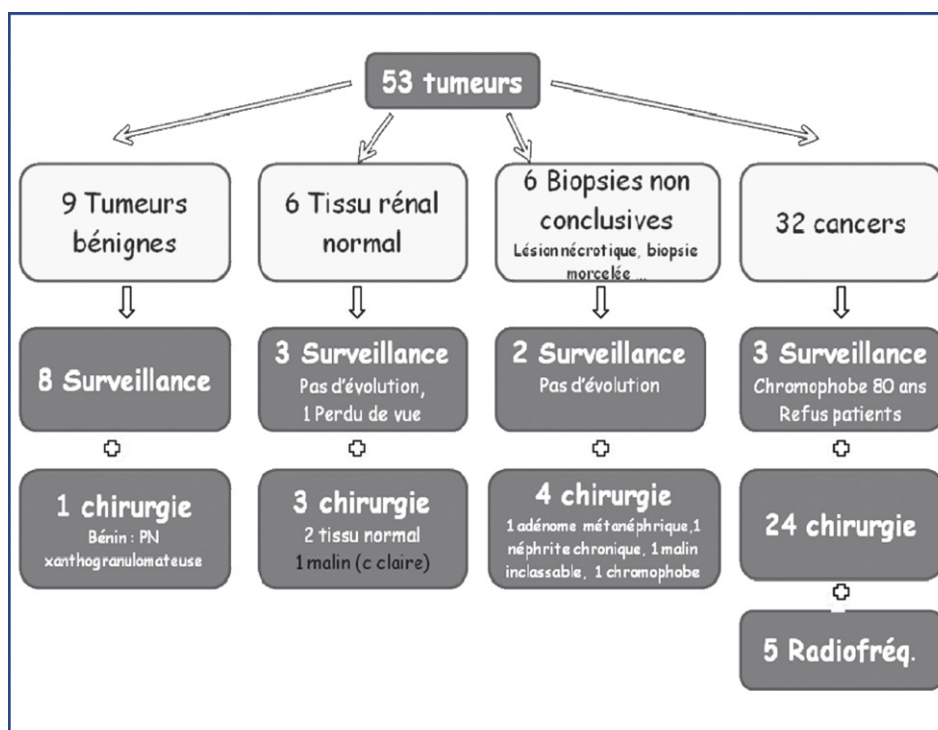 53 tumeurs
9 Tumeurs
bénignes
6 Tissu rénal
normal
6 Biopsies non
conclusives
Lésion nécrotique, biopsie
morcelée ...
32 cancers
8 Surveillance
3 Surveillance
Pas d'évolution,
1 Perdu de vue
2 Surveillance
Pas d'évolution
3 Surveillance
Chromophobe 80 ans
Refus patients
1 chirurgie
Bénin : PN
xanthogranulomateuse
3 chirurgie
2 tissu normal
1 malin (c claire)
4 chirurgie
1 adénome métanéphrique,1
néphrite chronique, 1 malin
inclassable, 1 chromophobe
24 chirurgie
5 Radiofréq.